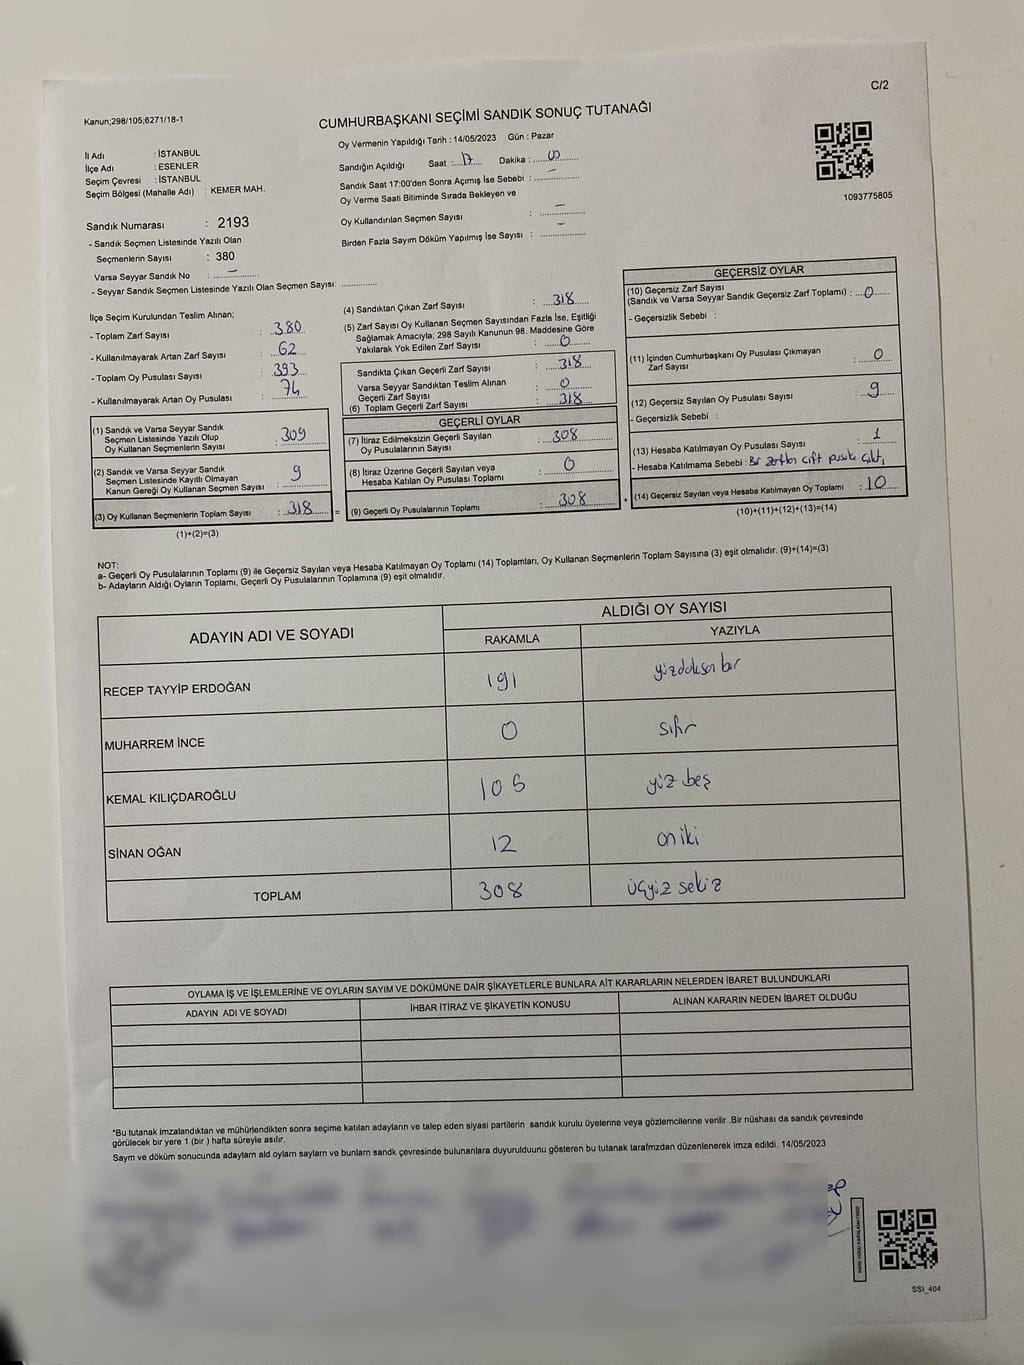 C/2
Kanun;298/105;6271/18-1
CUMHURBAŞKANI SEÇİMİ SANDIK SONUÇ TUTANAĞI
Oy Vermenin Yapıldığı Tarih : 14/05/2023 Gün : Pazar
İl Adı : İSTANBUL
İlçe Adı : ESENLER
Seçim Çevresi : İSTANBUL
Seçim Bölgesi (Mahalle Adı) : KEMER MAH.
Sandığın Açıldığı Saat : 17 Dakika :
Sandık Saat 17:00'den Sonra Açımış İse Sebebi : –
Oy Verme Saati Bitiminde Sırada Bekleyen ve
Oy Kullandırılan Seçmen Sayısı : –
Birden Fazla Sayım Döküm Yapılmış İse Sayısı : –
1093775805
Sandık Numarası : 2193
- Sandık Seçmen Listesinde Yazılı Olan
Seçmenlerin Sayısı : 380
Varsa Seyyar Sandık No : –
- Seyyar Sandık Seçmen Listesinde Yazılı Olan Seçmen Sayısı:
İlçe Seçim Kurulundan Teslim Alınan;
- Toplam Zarf Sayısı : 380
- Kullanılmayarak Artan Zarf Sayısı : 62
- Toplam Oy Pusulası Sayısı : 393
- Kullanılmayarak Artan Oy Pusulası : 74
(1) Sandık ve Varsa Seyyar Sandık
Seçmen Listesinde Yazılı Olup
Oy Kullanan Seçmenlerin Sayısı : 309
(2) Sandık ve Varsa Seyyar Sandık
Seçmen Listesinde Kayıtlı Olmayan
Kanun Gereği Oy Kullanan Seçmen Sayısı : 9
(3) Oy Kullanan Seçmenlerin Toplam Sayısı : 318 =
(1)+(2)=(3)
(4) Sandıktan Çıkan Zarf Sayısı : 318
(5) Zarf Sayısı Oy Kullanan Seçmen Sayısından Fazla İse, Eşitliği
Sağlamak Amacıyla; 298 Sayılı Kanunun 98. Maddesine Göre
Yakılarak Yok Edilen Zarf Sayısı : 0
Sandıkta Çıkan Geçerli Zarf Sayısı : 318
Varsa Seyyar Sandıktan Teslim Alınan
Geçerli Zarf Sayısı : 0
(6) Toplam Geçerli Zarf Sayısı : 318
GEÇERLİ OYLAR
(7) İtiraz Edilmeksizin Geçerli Sayılan
Oy Pusulalarının Sayısı : 308
(8) İtiraz Üzerine Geçerli Sayılan veya
Hesaba Katılan Oy Pusulası Toplamı : 0
(9) Geçerli Oy Pusulalarının Toplamı : 308 +
GEÇERSİZ OYLAR
(10) Geçersiz Zarf Sayısı
(Sandık ve Varsa Seyyar Sandık Geçersiz Zarf Toplamı) : 0
- Geçersizlik Sebebi :
(11) İçinden Cumhurbaşkanı Oy Pusulası Çıkmayan
Zarf Sayısı : 0
(12) Geçersiz Sayılan Oy Pusulası Sayısı : 9
- Geçersizlik Sebebi :
(13) Hesaba Katılmayan Oy Pusulası Sayısı : 1
- Hesaba Katılmama Sebebi : Bir zarftan çift pusula çıktı
(14) Geçersiz Sayılan veya Hesaba Katılmayan Oy Toplamı : 10
(10)+(11)+(12)+(13)=(14)
NOT:
a- Geçerli Oy Pusulalarının Toplamı (9) ile Geçersiz Sayılan veya Hesaba Katılmayan Oy Toplamı (14) Toplamları, Oy Kullanan Seçmenlerin Toplam Sayısına (3) eşit olmalıdır. (9)+(14)=(3)
b- Adayların Aldığı Oyların Toplamı, Geçerli Oy Pusulalarının Toplamına (9) eşit olmalıdır.
ADAYIN ADI VE SOYADI ALDIĞI OY SAYISI
RAKAMLA YAZIYLA
RECEP TAYYİP ERDOĞAN 191 yüzdoksan bir
MUHARREM İNCE 0 sıfır
KEMAL KILIÇDAROĞLU 105 yüz beş
SİNAN OĞAN 12 on iki
TOPLAM 308 üçyüz sekiz
OYLAMA İŞ VE İŞLEMLERİNE VE OYLARIN SAYIM VE DÖKÜMÜNE DAİR ŞİKAYETLERLE BUNLARA AİT KARARLARIN NELERDEN İBARET BULUNDUKLARI
ADAYIN ADI VE SOYADI İHBAR İTİRAZ VE ŞİKAYETİN KONUSU ALINAN KARARIN NEDEN İBARET OLDUĞU
*Bu tutanak imzalandıktan ve mühürlendikten sonra seçime katılan adayların ve talep eden siyasi partilerin sandık kurulu üyelerine veya gözlemcilerine verilir .Bir nüshası da sandık çevresinde
görülecek bir yere 1 (bir ) hafta süreyle asılır.
Saym ve döküm sonucunda adaylarn ald oylarn saylarn ve bunlarn sandk çevresinde bulunanlara duyurulduunu gösteren bu tutanak tarafmzdan düzenlenerek imza edildi. 14/05/2023
SSI_404